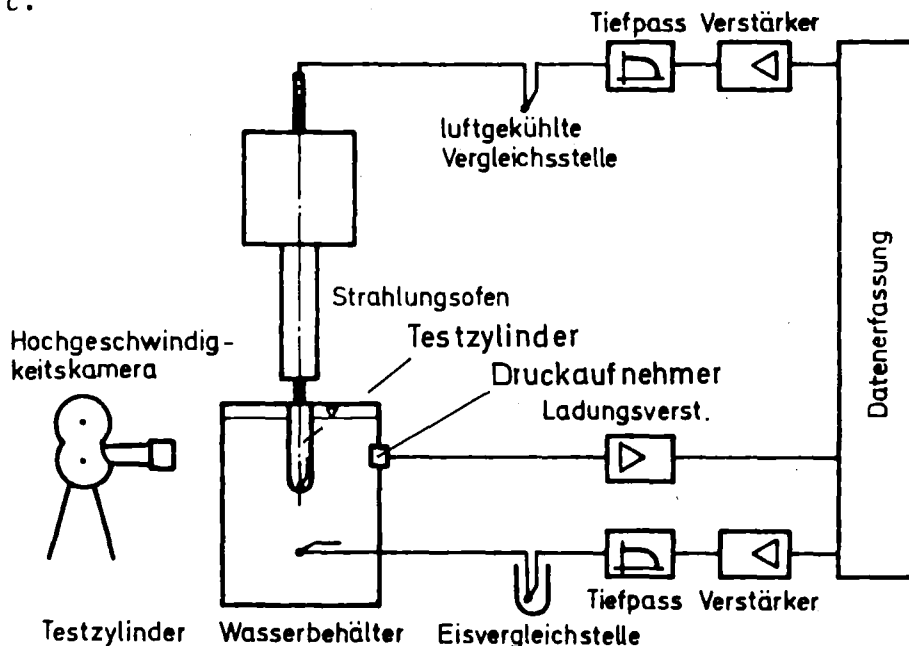 c.
Tiefpass Verstärker
luftgekühlte
Vergleichsstelle
Datenerfassung
Strahlungsofen
Testzylinder
Hochgeschwindig-
keitskamera
Druckaufnehmer
Ladungsverst.
Tiefpass Verstärker
Testzylinder Wasserbehälter Eisvergleichstelle